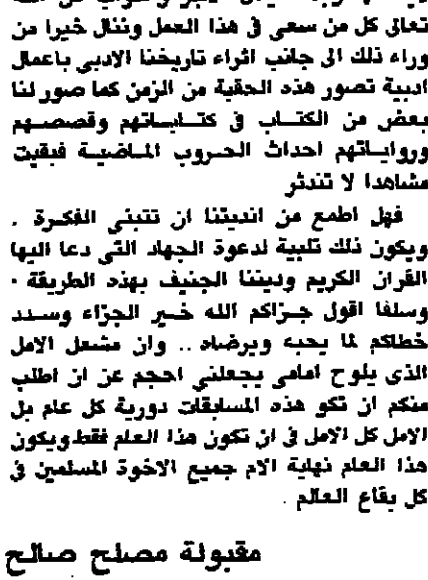 تعالى كل من سعى في هذا العمل وننال خيرا من
وراء ذلك الى جانب اثراء تاريخنا الادبي باعمال
ادبية تصور هذه الحقبة من الزمن كما صور لنا
بعض من الكتاب في كتاباتهم وقصصهم
ورواياتهم احداث الحروب الماضية فبقيت
مشاهدا لا تندثر
فهل اطمع من انديتنا ان تتبنى الفكرة .
ويكون ذلك تلبية لدعوة الجهاد التي دعا اليها
القران الكريم وديننا الحنيف بهذه الطريقة .
وسلفا اقول جزاكم الله خير الجزاء وسدد
خطاكم لما يحبه ويرضاه .. وان مشعل الامل
الذي يلوح امامي يجعلني احجم عن ان اطلب
منكم ان تكو هذه المسابقات دورية كل عام بل
الامل كل الامل في ان تكون هذا العام فقط ويكون
هذا العام نهاية الام جميع الاخوة المسلمين في
كل بقاع العالم .
مقبولة مصلح صالح